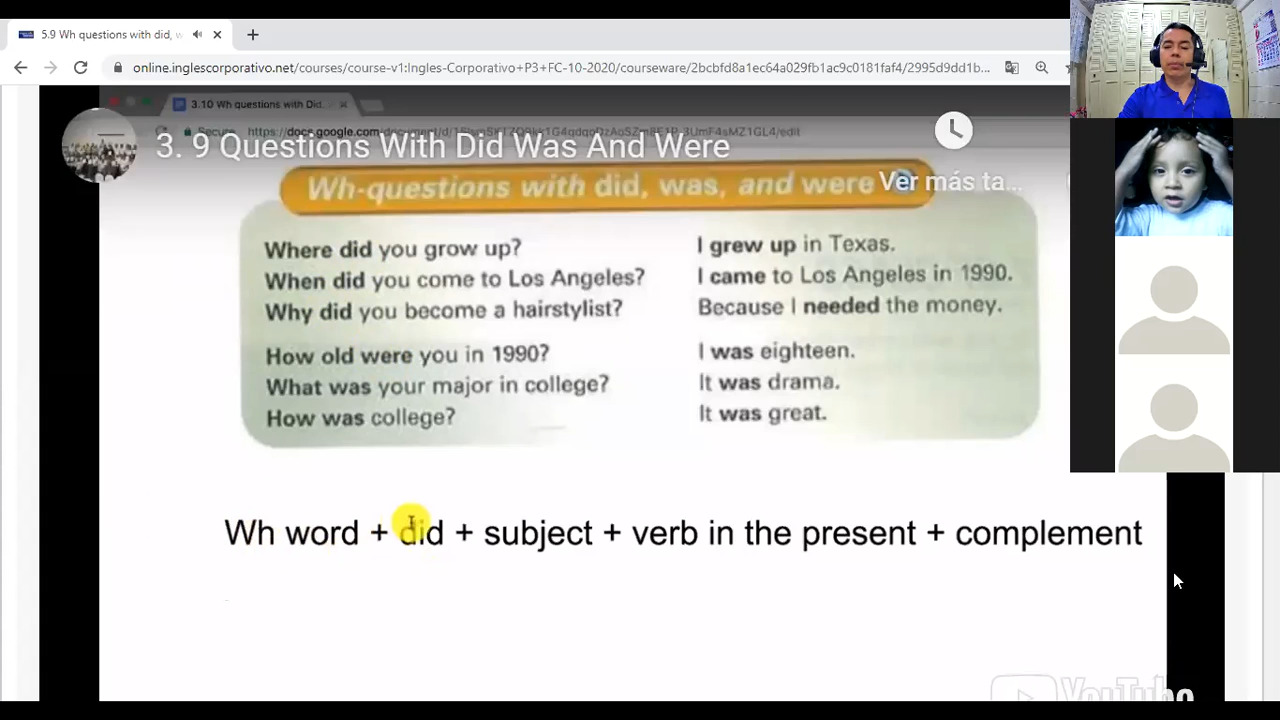 5.9 Wh questions with did, w
online.inglescorporativo.net/courses/course-v1:Ingles-Corporativo+P3+FC-10-2020/courseware/
3.10 Wh questions with Did.
Secure
3. 9 Questions With Did Was And Were
Ver más ta...
Wh-questions with did, was, and were
Where did you grow up? I grew up in Texas.
When did you come to Los Angeles? I came to Los Angeles in 1990.
Why did you become a hairstylist? Because I needed the money.
How old were you in 1990? I was eighteen.
What was your major in college? It was drama.
How was college? It was great.
Wh word + did + subject + verb in the present + complement
YouTube